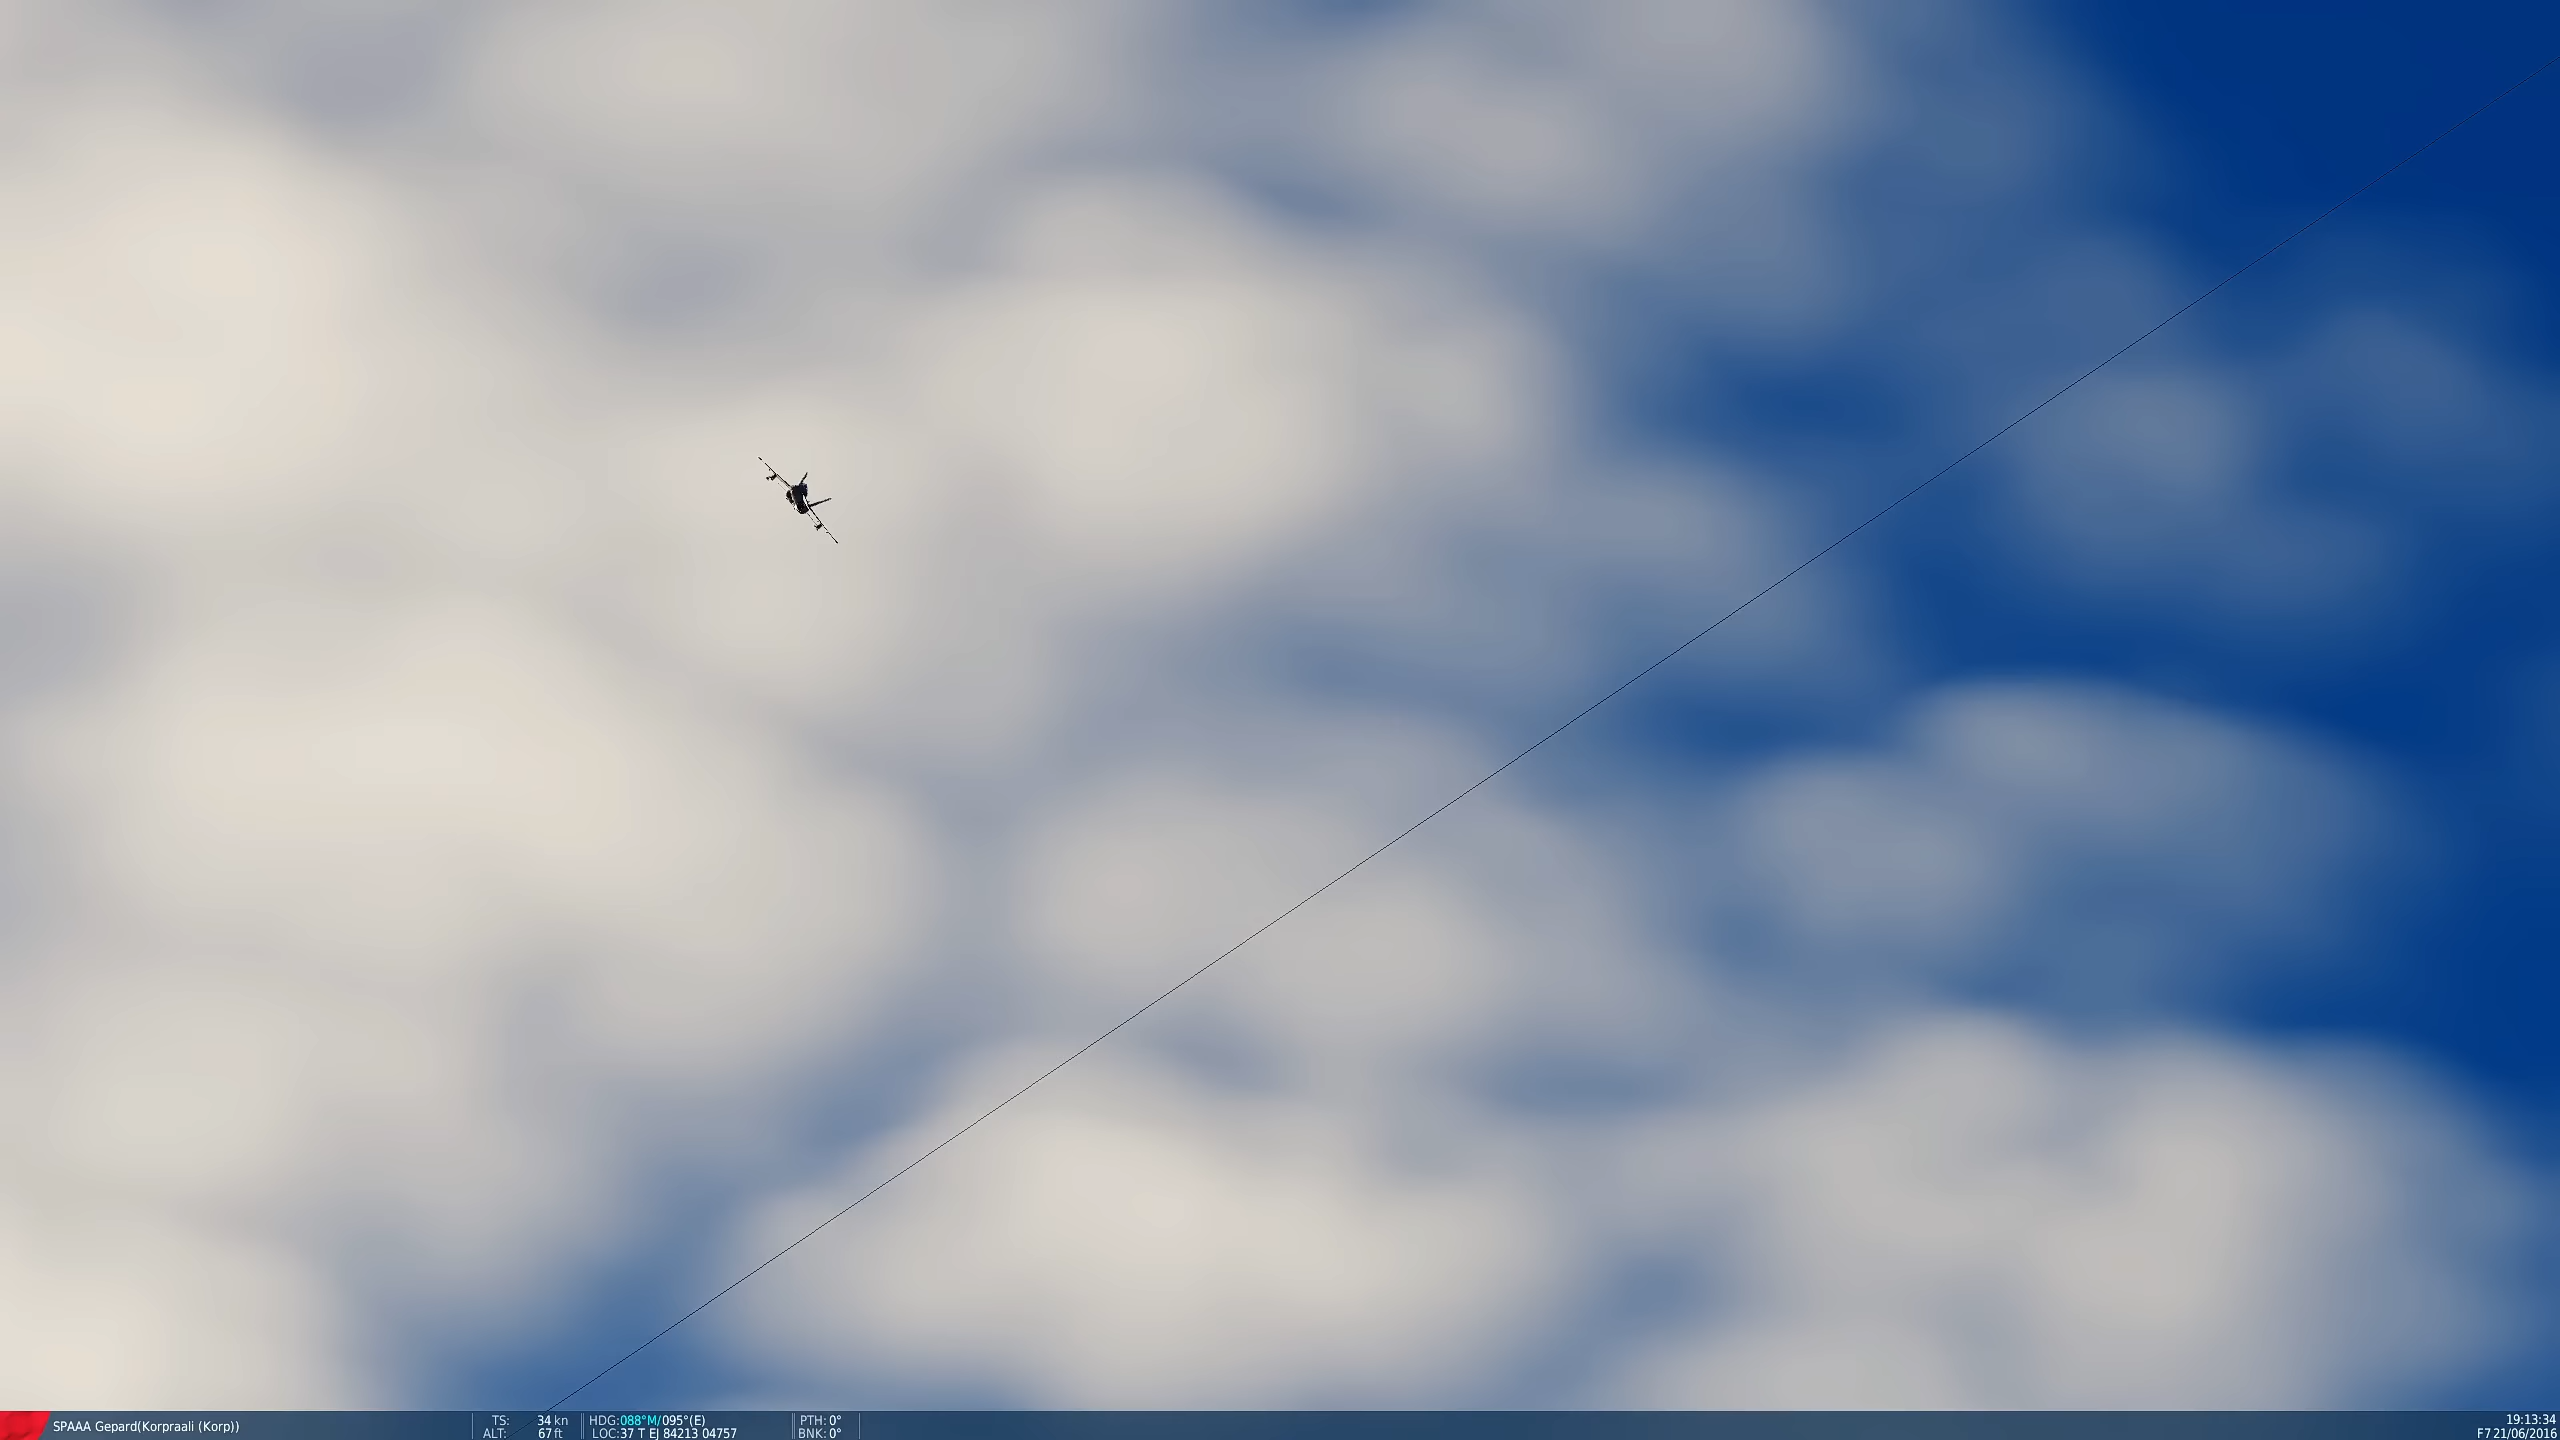 SPAAA Gepard(Korpraali (Korp))
TS: 34 kn
ALT: 67 ft
HDG:088°M/095°(E)
LOC:37 T EJ 84213 04757
PTH: 0°
BNK: 0°
19:13:34
F7 21/06/2016